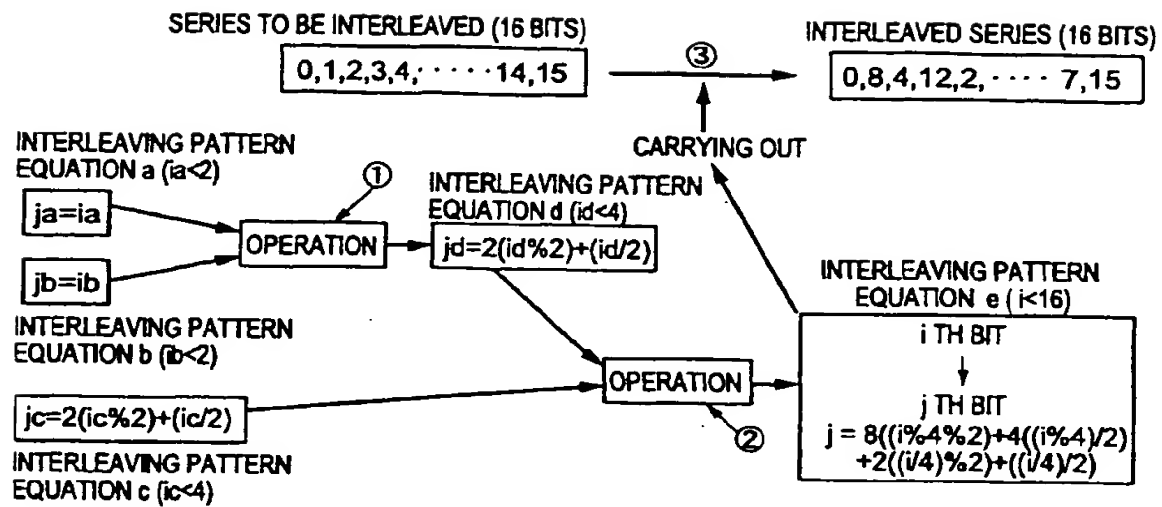 SERIES TO BE INTERLEAVED (16 BITS)
0,1,2,3,4,·····14,15
③
INTERLEAVED SERIES (16 BITS)
0,8,4,12,2,···· 7,15
CARRYING OUT
INTERLEAVING PATTERN
EQUATION a (ia<2)
ja=ia
①
OPERATION
INTERLEAVING PATTERN
EQUATION d (id<4)
jd=2(id%2)+(id/2)
jb=ib
INTERLEAVING PATTERN
EQUATION b (ib<2)
jc=2(ic%2)+(ic/2)
INTERLEAVING PATTERN
EQUATION c (ic<4)
OPERATION
②
INTERLEAVING PATTERN
EQUATION e (i<16)
i TH BIT
j TH BIT
j = 8((i%4%2)+4((i%4)/2)
+2((i/4)%2)+((i/4)/2)